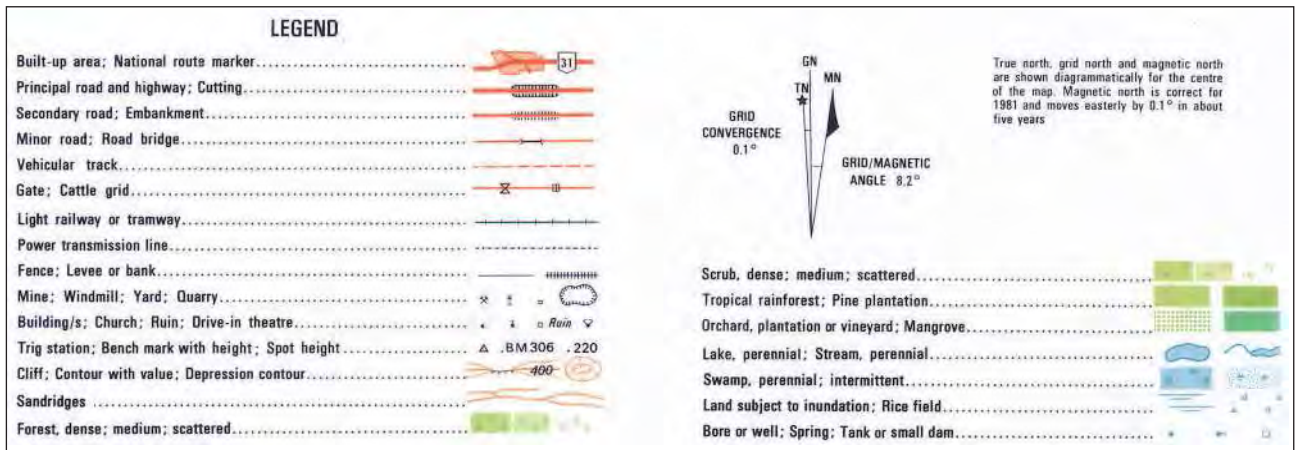 LEGEND
Built-up area; National route marker
31
Principal road and highway; Cutting
Secondary road; Embankment
Minor road; Road bridge
Vehicular track
Gate; Cattle grid
Light railway or tramway
Power transmission line
Fence; Levee or bank
Mine; Windmill; Yard; Quarry
Building/s; Church; Ruin; Drive-in theatre
Ruin
Trig station; Bench mark with height; Spot height
.BM306 .220
Cliff; Contour with value; Depression contour
400
Sandridges
Forest, dense; medium; scattered
GN
MN
TN
GRID
CONVERGENCE
0.1°
GRID/MAGNETIC
ANGLE 8.2°
True north, grid north and magnetic north
are shown diagrammatically for the centre
of the map. Magnetic north is correct for
1981 and moves easterly by 0.1° in about
five years
Scrub, dense; medium; scattered
Tropical rainforest; Pine plantation
Orchard, plantation or vineyard; Mangrove
Lake, perennial; Stream, perennial
Swamp, perennial; intermittent
Land subject to inundation; Rice field
Bore or well; Spring; Tank or small dam